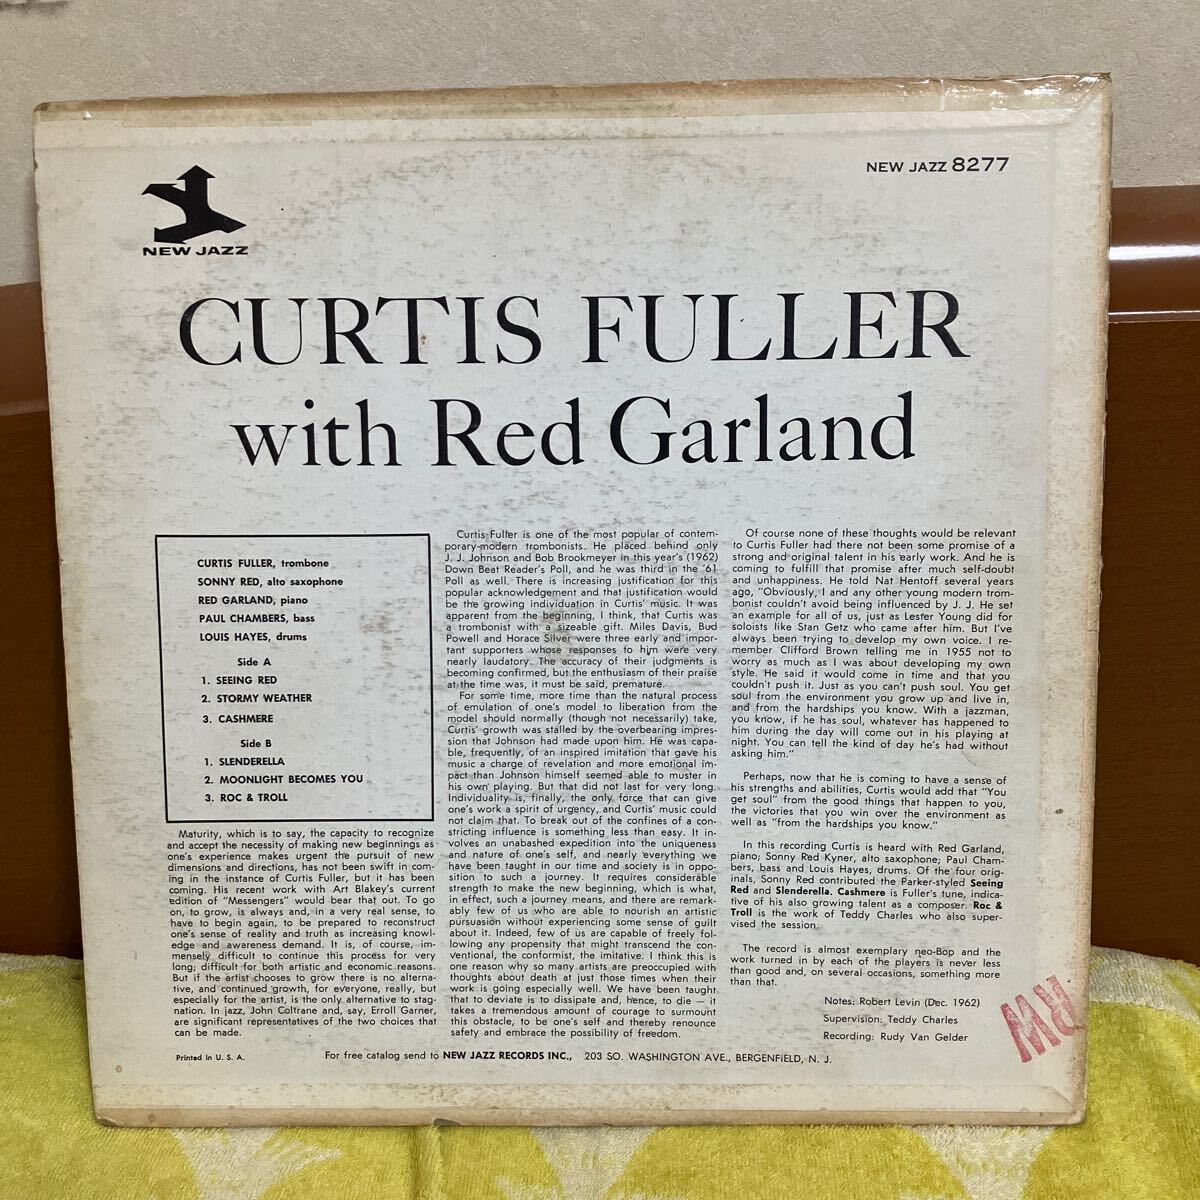 NEW JAZZ
NEW JAZZ 8277
CURTIS FULLER
with Red Garland
CURTIS FULLER, trombone
SONNY RED, alto saxophone
RED GARLAND, piano
PAUL CHAMBERS, bass
LOUIS HAYES, drums
Side A
1. SEEING RED
2. STORMY WEATHER
3. CASHMERE
Side B
1. SLENDERELLA
2. MOONLIGHT BECOMES YOU
3. ROC & TROLL
Maturity, which is to say, the capacity to recognize
and accept the necessity of making new beginnings as
one's experience makes urgent the pursuit of new
dimensions and directions, has not been swift in com-
ing in the instance of Curtis Fuller, but it has been
coming. His recent work with Art Blakey's current
edition of "Messengers" would bear that out. To go
on, to grow, is always and, in a very real sense, to
have to begin again, to be prepared to reconstruct
one's sense of reality and truth as increasing knowl-
edge and awareness demand. It is, of course, im-
mensely difficult to continue this process for very
long; difficult for both artistic and economic reasons.
But if the artist chooses to grow there is no alterna-
tive, and continued growth, for everyone, really, but
especially for the artist, is the only alternative to stag-
nation. In jazz, John Coltrane and, say, Erroll Garner,
are significant representatives of the two choices that
can be made.
Curtis Fuller is one of the most popular of contem-
porary-modern trombonists. He placed behind only
J. J. Johnson and Bob Brookmeyer in this year's (1962)
Down Beat Reader's Poll, and he was third in the '61
Poll as well. There is increasing justification for this
popular acknowledgement and that justification would
be the growing individuation in Curtis' music. It was
apparent from the beginning, I think, that Curtis was
a trombonist with a sizeable gift. Miles Davis, Bud
Powell and Horace Silver were three early and impor-
tant supporters whose responses to him were very
nearly laudatory. The accuracy of their judgments is
becoming confirmed, but the enthusiasm of their praise
at the time was, it must be said, premature.
For some time, more time than the natural process
of emulation of one's model to liberation from the
model should normally (though not necessarily) take,
Curtis' growth was stalled by the overbearing impres-
sion that Johnson had made upon him. He was capa-
ble, frequently, of an inspired imitation that gave his
music a charge of revelation and more emotional im-
pact than Johnson himself seemed able to muster in
his own playing. But that did not last for very long.
Individuality is, finally, the only force that can give
one's work a spirit of urgency, and Curtis' music could
not claim that. To break out of the confines of a con-
stricting influence is something less than easy. It in-
volves an unabashed expedition into the uniqueness
and nature of one's self, and nearly everything we
have been taught in our time and society is in oppo-
sition to such a journey. It requires considerable
strength to make the new beginning, which is what,
in effect, such a journey means, and there are remark-
ably few of us who are able to nourish an artistic
pursuasion without experiencing some sense of guilt
about it. Indeed, few of us are capable of freely fol-
lowing any propensity that might transcend the con-
ventional, the conformist, the imitative. I think this is
one reason why so many artists are preoccupied with
thoughts about death at just those times when their
work is going especially well. We have been taught
that to deviate is to dissipate and, hence, to die — it
takes a tremendous amount of courage to surmount
this obstacle, to be one's self and thereby renounce
safety and embrace the possibility of freedom.
Of course none of these thoughts would be relevant
to Curtis Fuller had there not been some promise of a
strong and original talent in his early work. And he is
coming to fulfill that promise after much self-doubt
and unhappiness. He told Nat Hentoff several years
ago, "Obviously, I and any other young modern trom-
bonist couldn't avoid being influenced by J. J. He set
an example for all of us, just as Lester Young did for
soloists like Stan Getz who came after him. But I've
always been trying to develop my own voice. I re-
member Clifford Brown telling me in 1955 not to
worry as much as I was about developing my own
style. He said it would come in time and that you
couldn't push it. Just as you can't push soul. You get
soul from the environment you grow up and live in,
and from the hardships you know. With a jazzman,
you know, if he has soul, whatever has happened to
him during the day will come out in his playing at
night. You can tell the kind of day he's had without
asking him."
Perhaps, now that he is coming to have a sense of
his strengths and abilities, Curtis would add that "You
get soul" from the good things that happen to you,
the victories that you win over the environment as
well as "from the hardships you know."
In this recording Curtis is heard with Red Garland,
piano; Sonny Red Kyner, alto saxophone; Paul Cham-
bers, bass and Louis Hayes, drums. Of the four orig-
inals, Sonny Red contributed the Parker-styled Seeing
Red and Slenderella. Cashmere is Fuller's tune, indica-
tive of his also growing talent as a composer. Roc &
Troll is the work of Teddy Charles who also super-
vised the session.
The record is almost exemplary neo-Bop and the
work turned in by each of the players is never less
than good and, on several occasions, something more
than that.
Notes: Robert Levin (Dec. 1962)
Supervision: Teddy Charles
Recording: Rudy Van Gelder
Printed in U. S. A.
For free catalog send to NEW JAZZ RECORDS INC., 203 SO. WASHINGTON AVE., BERGENFIELD, N. J.